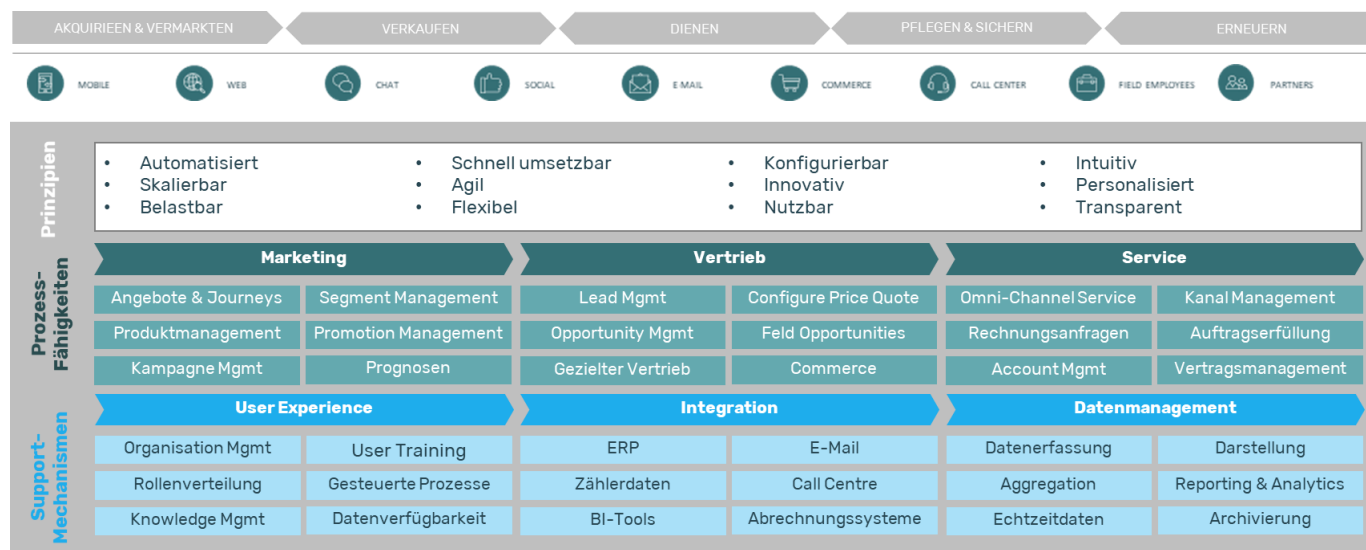 AKQUIRIEEN & VERMARKTEN
VERKAUFEN
DIENEN
PFLEGEN & SICHERN
ERNEUERN
MOBILE
WEB
CHAT
SOCIAL
E MAIL
COMMERCE
CALL CENTER
FIELD EMPLOYEES
PARTNERS
Prinzipien
• Automatisiert
• Skalierbar
• Belastbar
• Schnell umsetzbar
• Agil
• Flexibel
• Konfigurierbar
• Innovativ
• Nutzbar
• Intuitiv
• Personalisiert
• Transparent
Prozess-
Fähigkeiten
Marketing
Angebote & Journeys
Segment Management
Produktmanagement
Promotion Management
Kampagne Mgmt
Prognosen
Vertrieb
Lead Mgmt
Configure Price Quote
Opportunity Mgmt
Feld Opportunities
Gezielter Vertrieb
Commerce
Service
Omni-Channel Service
Kanal Management
Rechnungsanfragen
Auftragserfüllung
Account Mgmt
Vertragsmanagement
Support-
Mechanismen
User Experience
Organisation Mgmt
User Training
Rollenverteilung
Gesteuerte Prozesse
Knowledge Mgmt
Datenverfügbarkeit
Integration
ERP
E-Mail
Zählerdaten
Call Centre
BI-Tools
Abrechnungssysteme
Datenmanagement
Datenerfassung
Darstellung
Aggregation
Reporting & Analytics
Echtzeitdaten
Archivierung